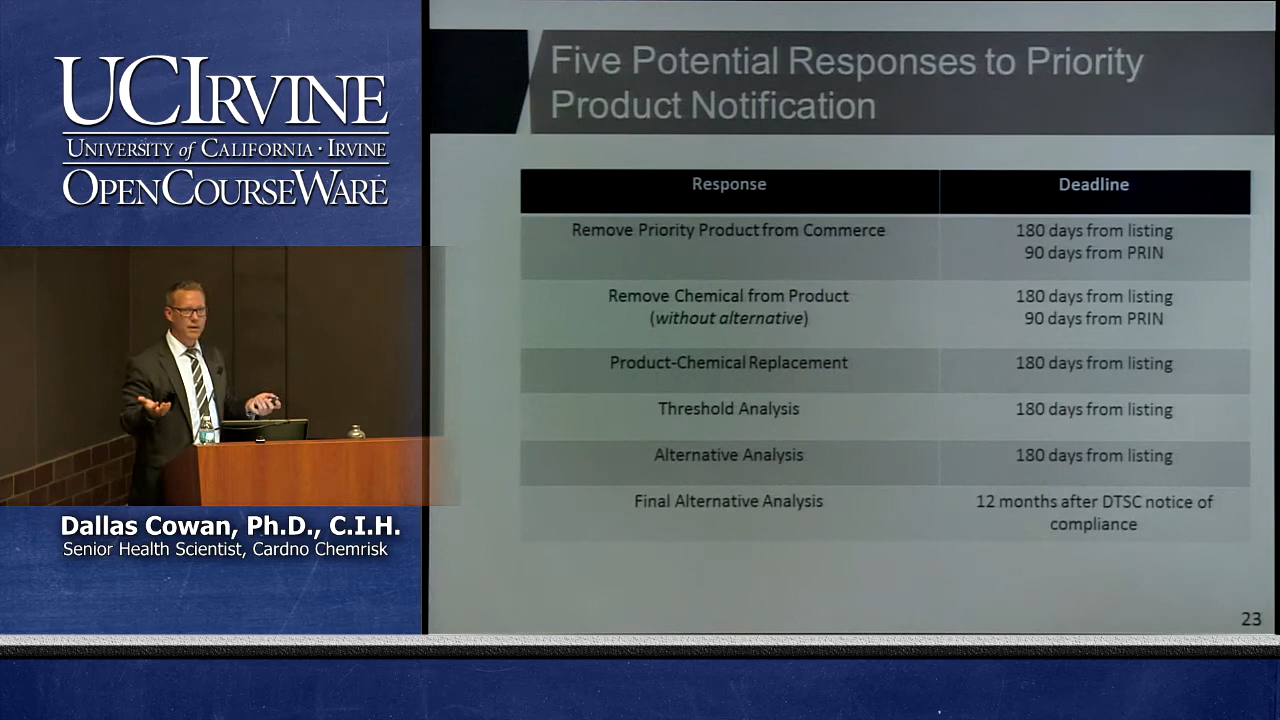 UCIRVINE
UNIVERSITY of CALIFORNIA · IRVINE
OPENCOURSEWARE
Dallas Cowan, Ph.D., C.I.H.
Senior Health Scientist, Cardno Chemrisk
Five Potential Responses to Priority
Product Notification
Response Deadline
Remove Priority Product from Commerce 180 days from listing
90 days from PRIN
Remove Chemical from Product 180 days from listing
(without alternative) 90 days from PRIN
Product-Chemical Replacement 180 days from listing
Threshold Analysis 180 days from listing
Alternative Analysis 180 days from listing
Final Alternative Analysis 12 months after DTSC notice of
compliance
23